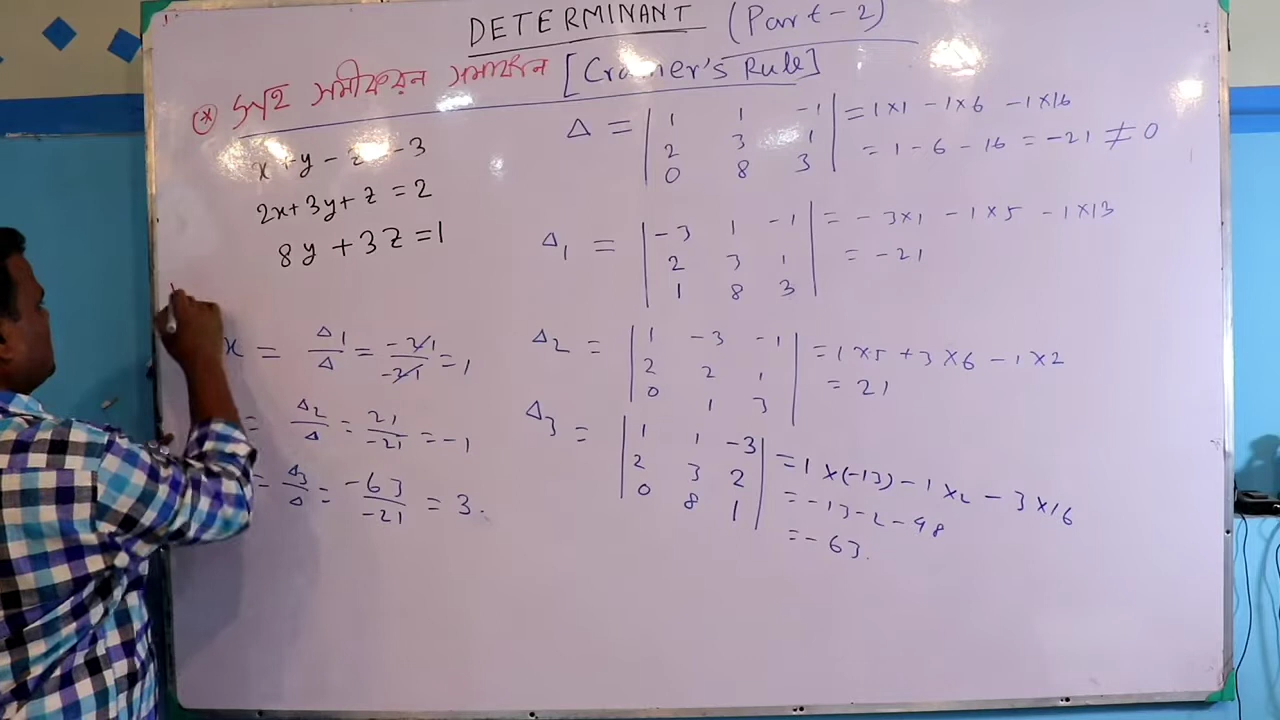 DETERMINANT (Part-2)
সমীকরন [Cramer's Rule]
x + y - z = -3
2x + 3y + z = 2
8y + 3z = 1
Δ = | 1 1 -1 | = 1×1 - 1×6 - 1×16
2 3 1 = 1 - 6 - 16 = -21 ≠ 0
0 8 3
Δ1 = | -3 1 -1 | = -3×1 - 1×5 - 1×13
2 3 1 = -21
1 8 3
x = Δ1/Δ = -21/-21 = 1
Δ2 = | 1 -3 -1 | = 1×5 + 3×6 - 1×2
2 2 1 = 21
0 1 3
= Δ2/Δ = 21/-21 = -1
Δ3 = | 1 1 -3 | = 1×(-13) - 1×2 - 3×16
2 3 2 = -13-2-48
0 8 1 = -63.
= Δ3/Δ = -63/-21 = 3.